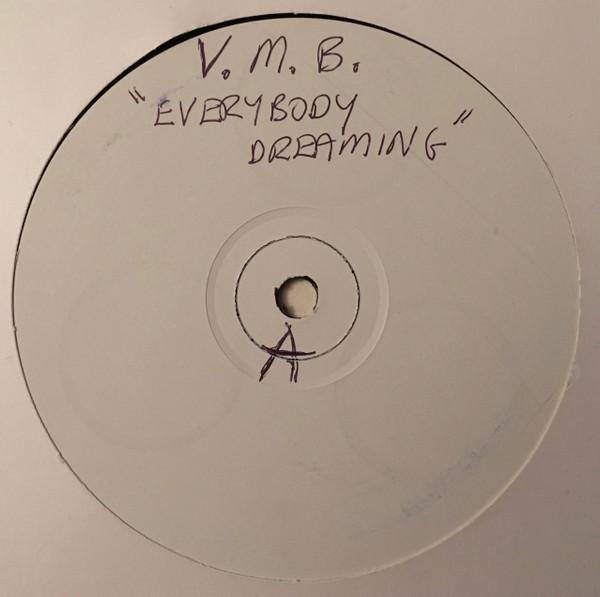 V. M. B.
"EVERYBODY
DREAMING"
A